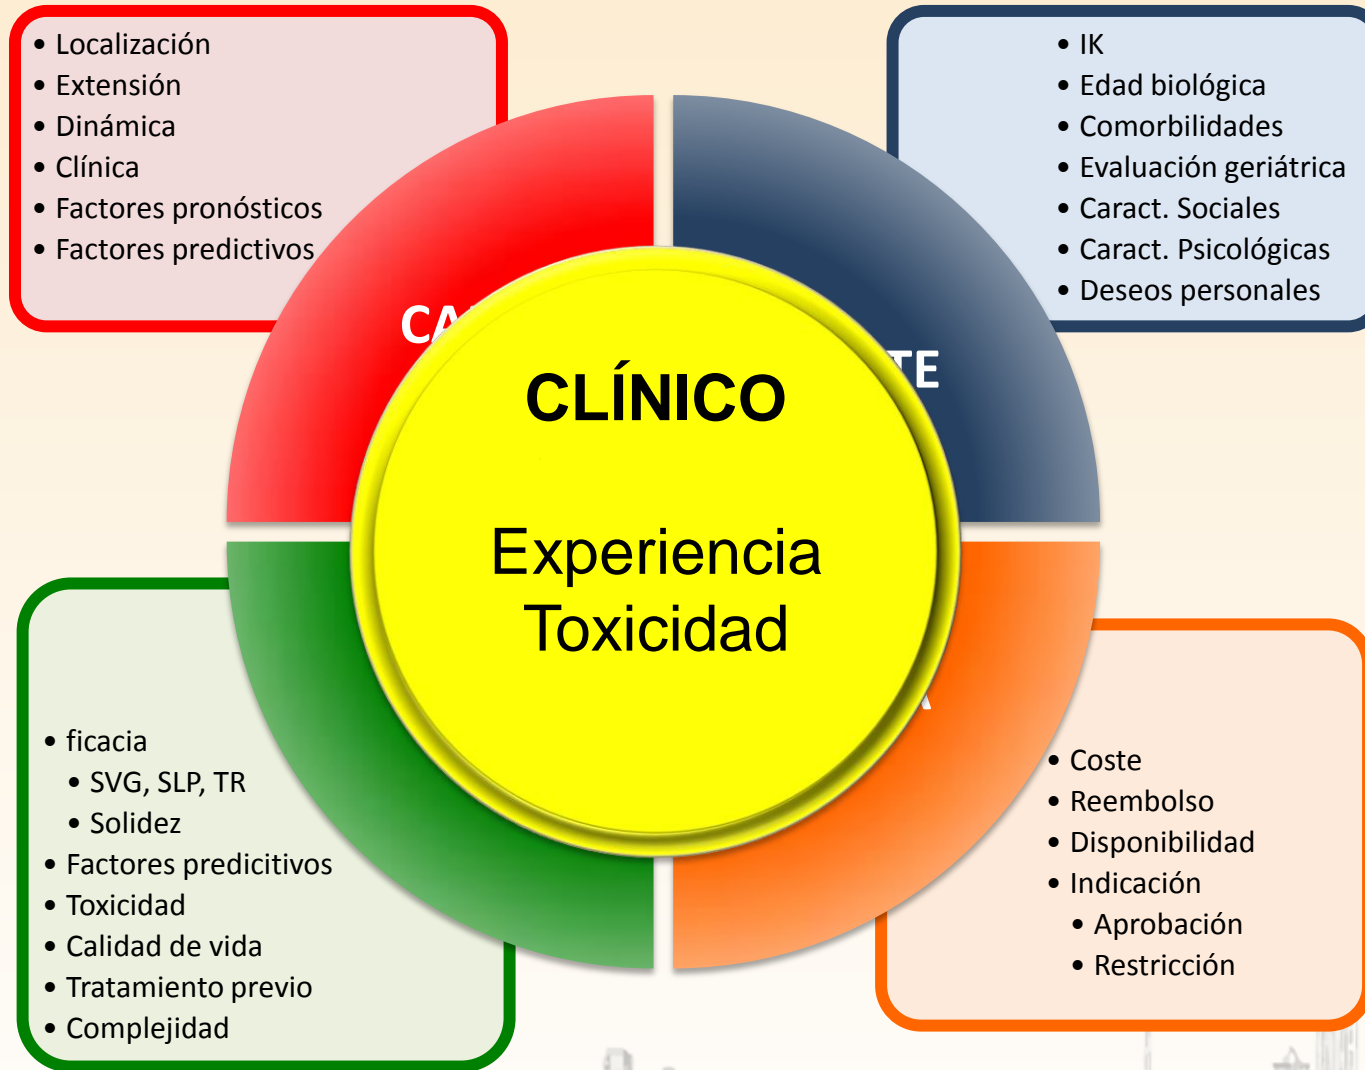 • Localización
• Extensión
• Dinámica
• Clínica
• Factores pronósticos
• Factores predictivos
• IK
• Edad biológica
• Comorbilidades
• Evaluación geriátrica
• Caract. Sociales
• Caract. Psicológicas
• Deseos personales
CA
TE
CLÍNICO
Experiencia
Toxicidad
• ficacia
• SVG, SLP, TR
• Solidez
• Factores predicitivos
• Toxicidad
• Calidad de vida
• Tratamiento previo
• Complejidad
• Coste
• Reembolso
• Disponibilidad
• Indicación
• Aprobación
• Restricción